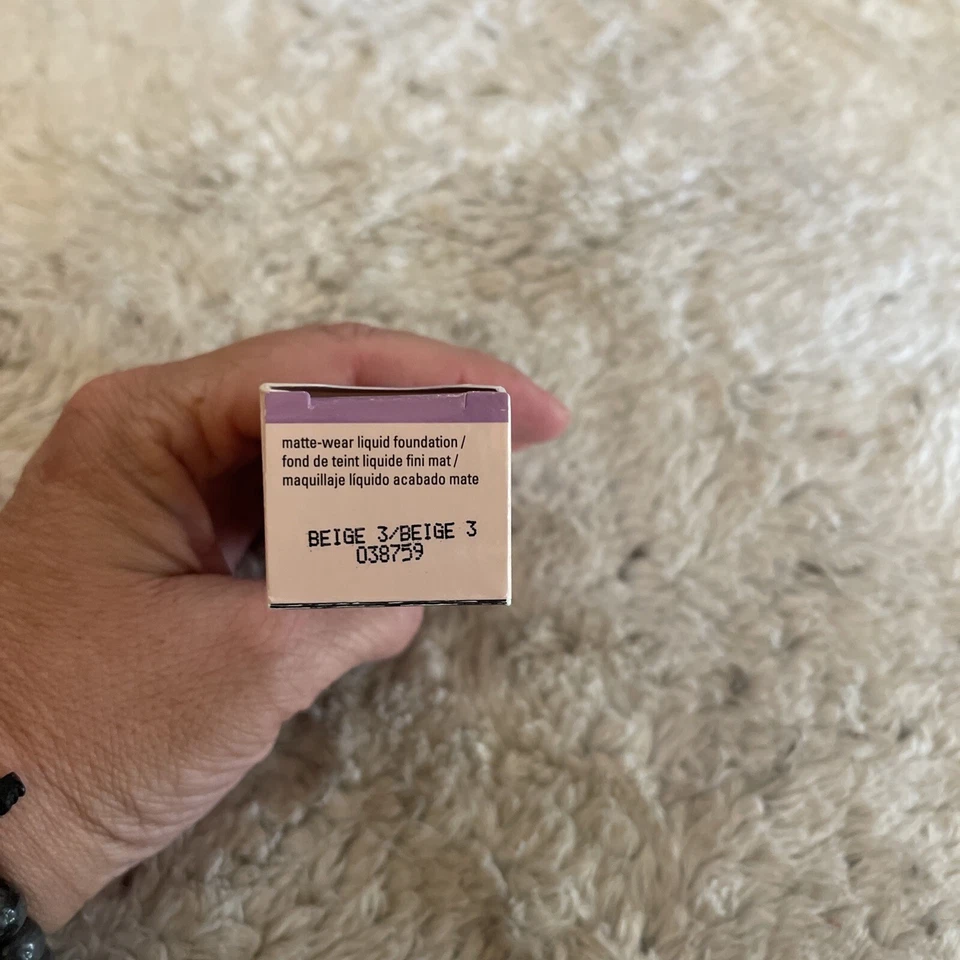 matte-wear liquid foundation /
fond de teint liquide fini mat /
maquillaje líquido acabado mate
BEIGE 3/BEIGE 3
038759